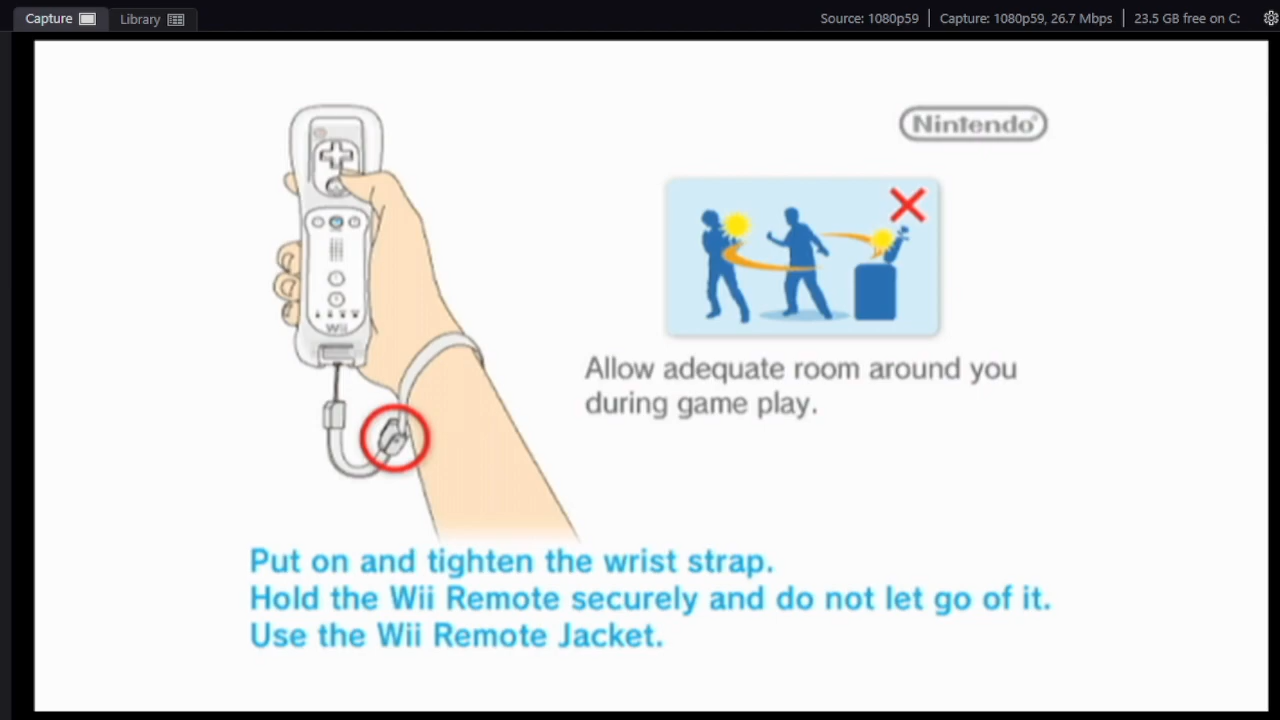 Capture
Library
Source: 1080p59
Capture: 1080p59, 26.7 Mbps
23.5 GB free on C:
Nintendo®
Wii
Allow adequate room around you
during game play.
Put on and tighten the wrist strap.
Hold the Wii Remote securely and do not let go of it.
Use the Wii Remote Jacket.